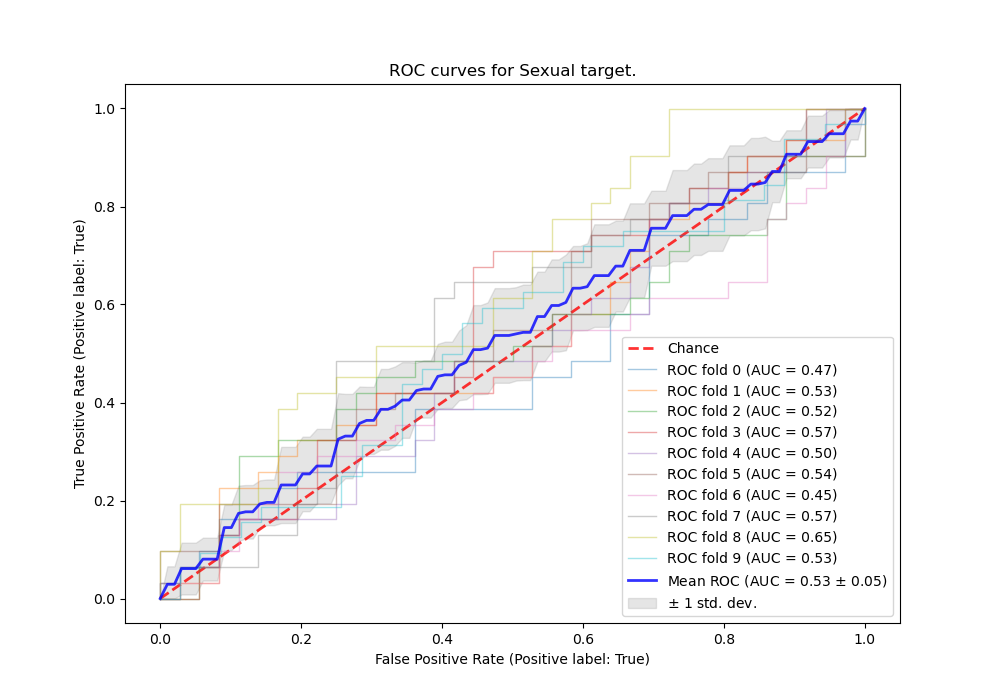 ROC curves for Sexual target.
True Positive Rate (Positive label: True)
1.0
0.8
0.6
0.4
0.2
0.0
0.0 0.2 0.4 0.6 0.8 1.0
False Positive Rate (Positive label: True)
Chance
ROC fold 0 (AUC = 0.47)
ROC fold 1 (AUC = 0.53)
ROC fold 2 (AUC = 0.52)
ROC fold 3 (AUC = 0.57)
ROC fold 4 (AUC = 0.50)
ROC fold 5 (AUC = 0.54)
ROC fold 6 (AUC = 0.45)
ROC fold 7 (AUC = 0.57)
ROC fold 8 (AUC = 0.65)
ROC fold 9 (AUC = 0.53)
Mean ROC (AUC = 0.53 ± 0.05)
± 1 std. dev.